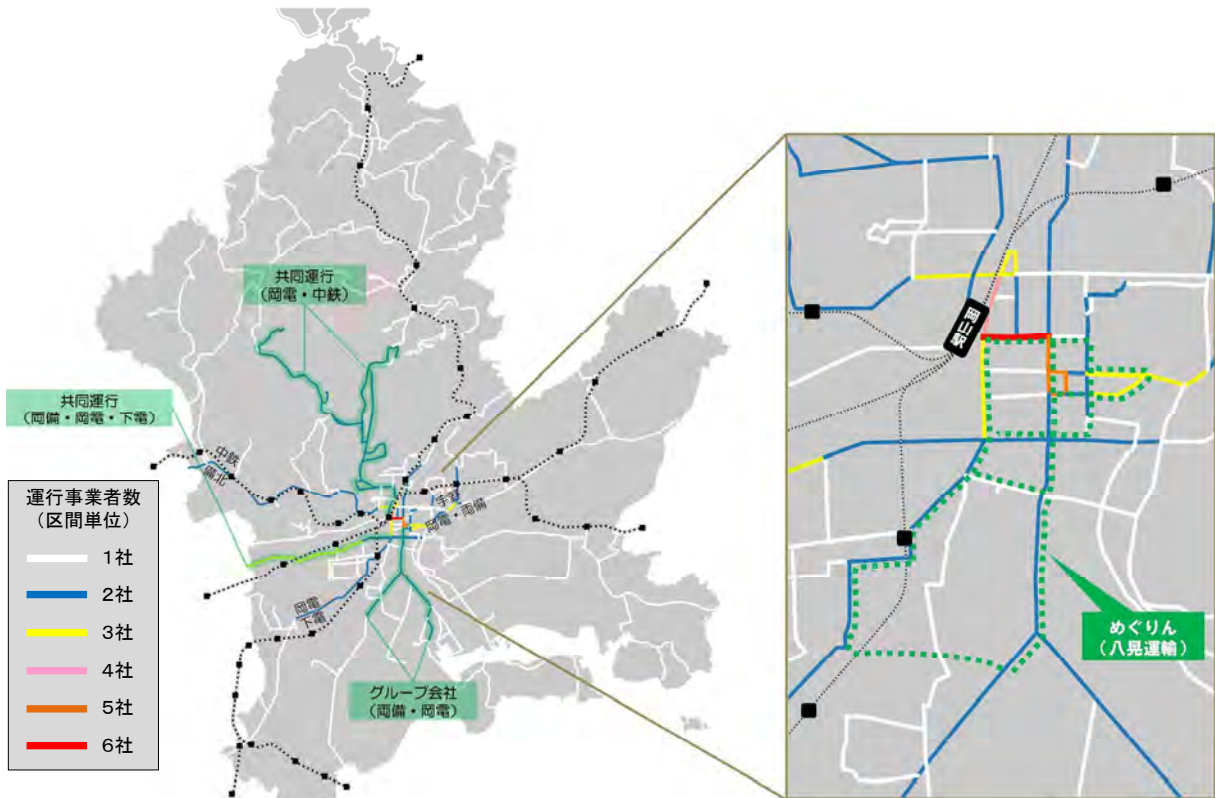 共同運行
(岡電・中鉄)
共同運行
(両備・岡電・下電)
中鉄
備北
宇野
岡電・両備
岡電
下電
グループ会社
(両備・岡電)
運行事業者数
(区間単位)
1社
2社
3社
4社
5社
6社
岡山駅
めぐりん
(八晃運輸)